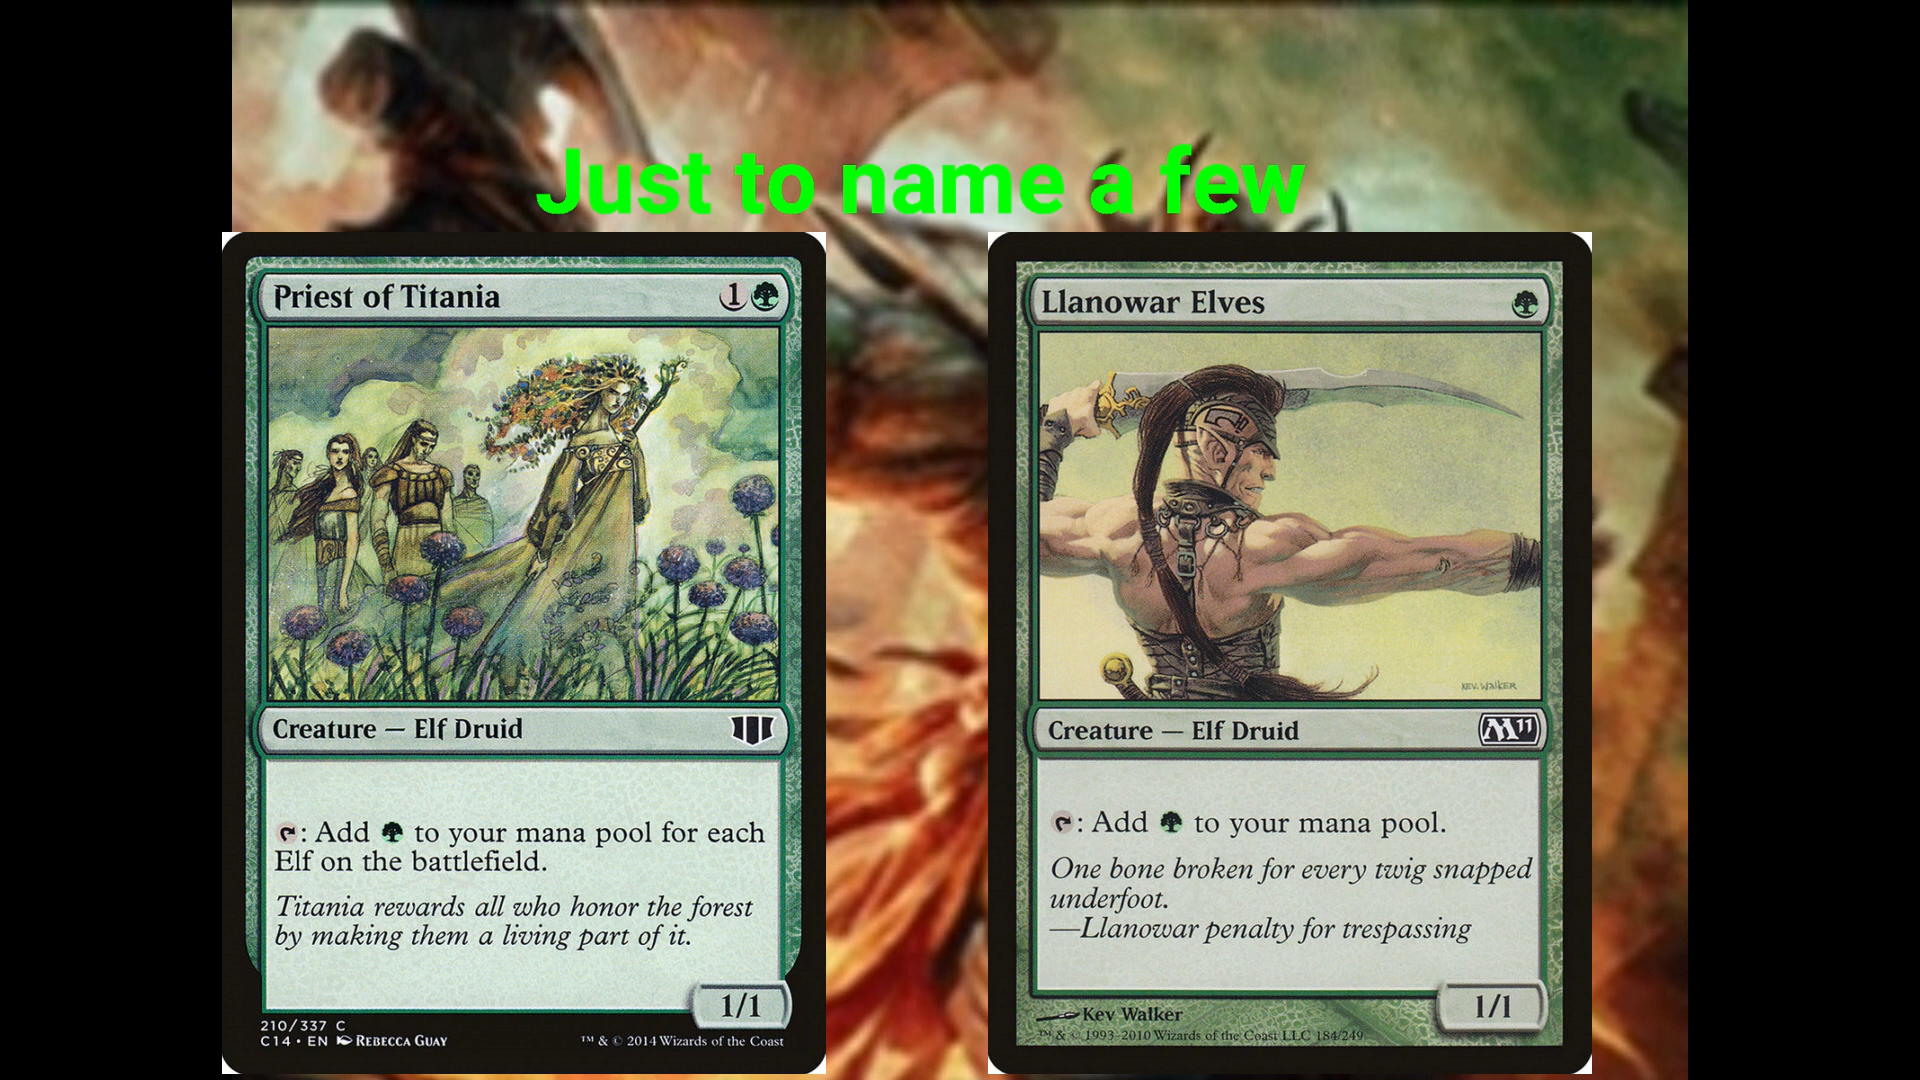 Just to name a few
Priest of Titania
1
Creature — Elf Druid
: Add to your mana pool for each
Elf on the battlefield.
Titania rewards all who honor the forest
by making them a living part of it.
1/1
210/337 C
C14 • EN Rebecca Guay
™ & © 2014 Wizards of the Coast
Llanowar Elves
KEV. WALKER
Creature — Elf Druid
M11
: Add to your mana pool.
One bone broken for every twig snapped
underfoot.
—Llanowar penalty for trespassing
1/1
Kev Walker
™ & © 1993–2010 Wizards of the Coast LLC 184/249